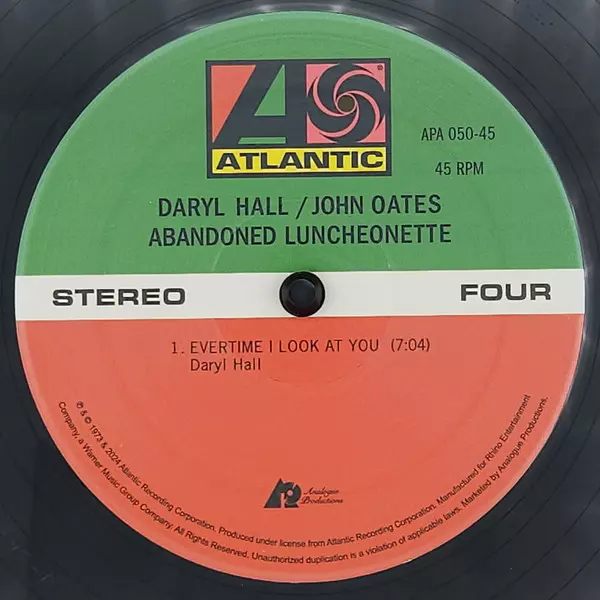 ATLANTIC
®
APA 050-45
45 RPM
DARYL HALL / JOHN OATES
ABANDONED LUNCHEONETTE
STEREO
FOUR
1. EVERTIME I LOOK AT YOU (7:04)
Daryl Hall
Analogue
Productions
℗ & © 1973 & 2024 Atlantic Recording Corporation. Produced under license from Atlantic Recording Corporation. Manufactured for Rhino Entertainment
Company, a Warner Music Group Company. All Rights Reserved. Unauthorized duplication is a violation of applicable laws. Marketed by Analogue Productions.